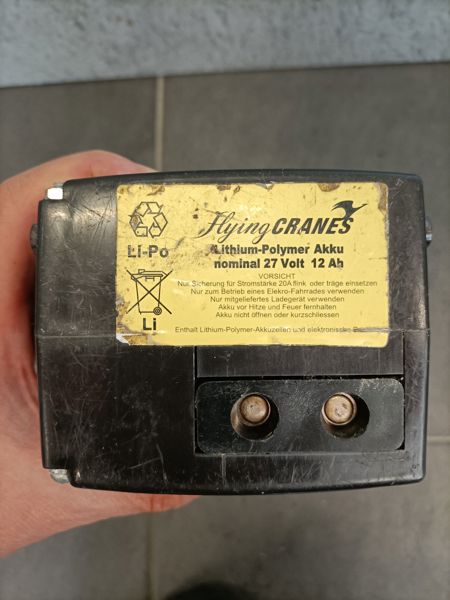 Flying CRANES
Li-Po
Lithium-Polymer Akku
nominal 27 Volt 12 Ah
VORSICHT
Nur Sicherung für Stromstärke 20A flink oder träge einsetzen
Nur zum Betrieb eines Elekro-Fahrrades verwenden
Nur mitgeliefertes Ladegerät verwenden
Akku vor Hitze und Feuer fernhalten
Akku nicht öffnen oder kurzschliessen
Li
Enthält Lithium-Polymer-Akkuzellen und elektronische